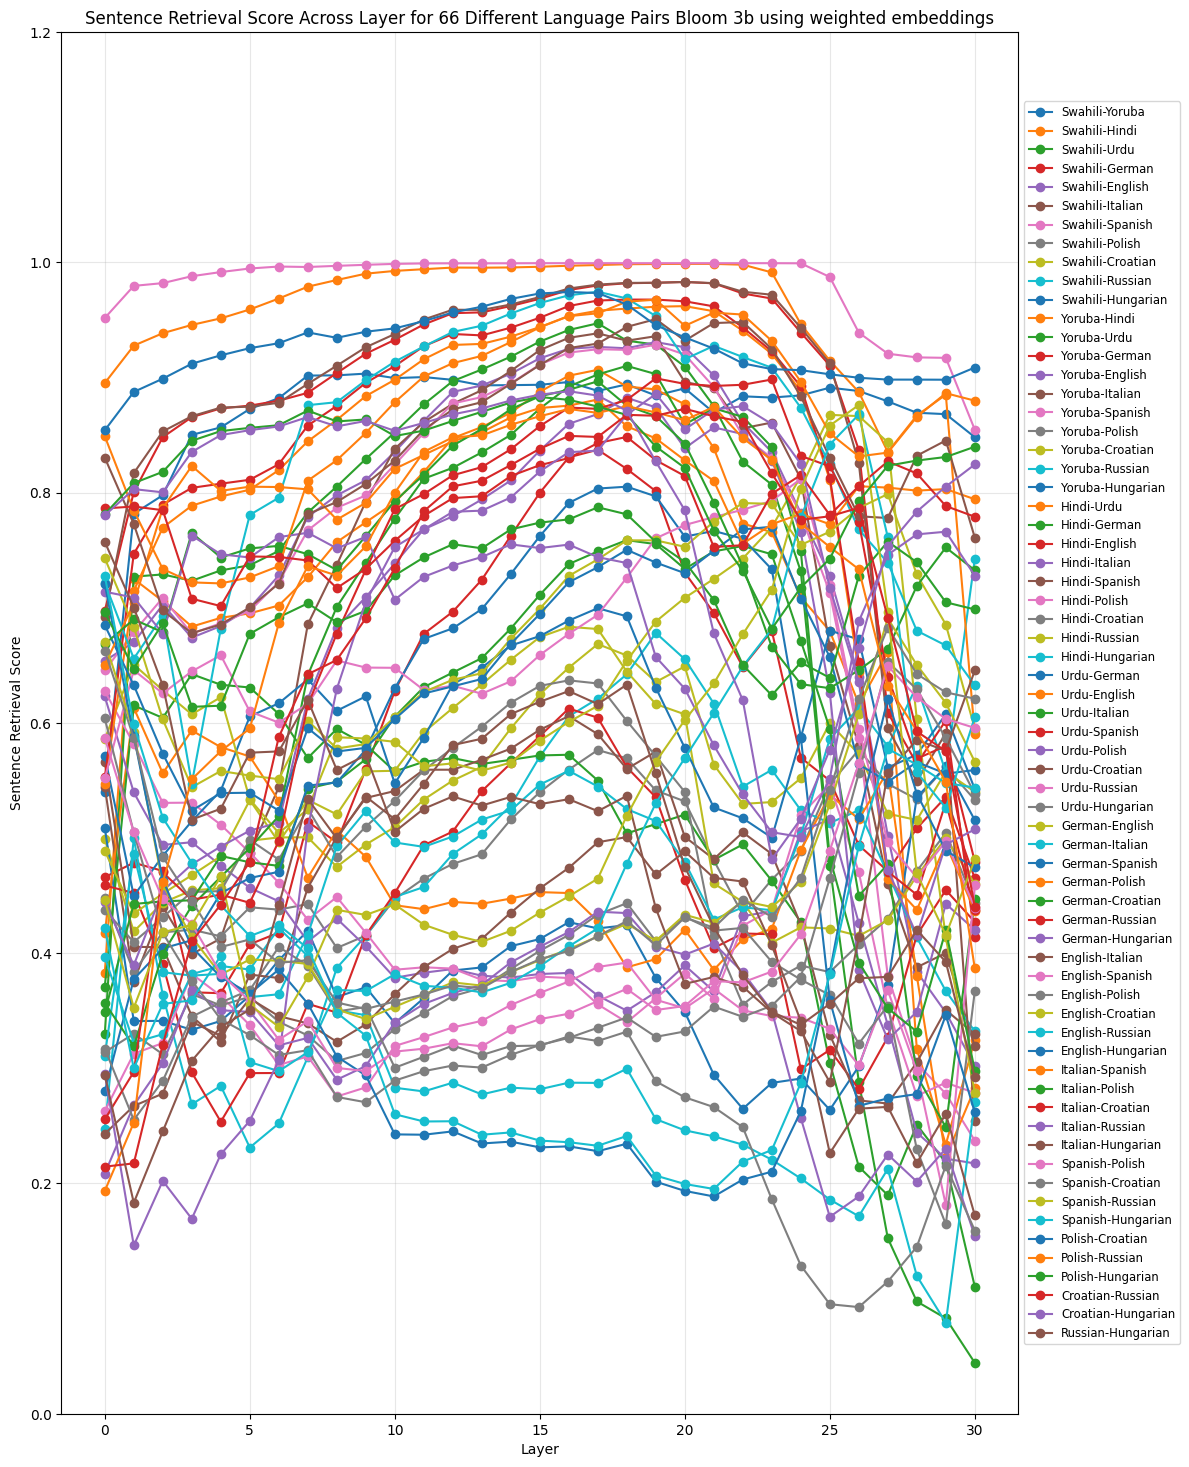 Sentence Retrieval Score Across Layer for 66 Different Language Pairs Bloom 3b using weighted embeddings
1.2
1.0
0.8
0.6
0.4
0.2
0.0
Sentence Retrieval Score
0
5
10
15
20
25
30
Layer
Swahili-Yoruba
Swahili-Hindi
Swahili-Urdu
Swahili-German
Swahili-English
Swahili-Italian
Swahili-Spanish
Swahili-Polish
Swahili-Croatian
Swahili-Russian
Swahili-Hungarian
Yoruba-Hindi
Yoruba-Urdu
Yoruba-German
Yoruba-English
Yoruba-Italian
Yoruba-Spanish
Yoruba-Polish
Yoruba-Croatian
Yoruba-Russian
Yoruba-Hungarian
Hindi-Urdu
Hindi-German
Hindi-English
Hindi-Italian
Hindi-Spanish
Hindi-Polish
Hindi-Croatian
Hindi-Russian
Hindi-Hungarian
Urdu-German
Urdu-English
Urdu-Italian
Urdu-Spanish
Urdu-Polish
Urdu-Croatian
Urdu-Russian
Urdu-Hungarian
German-English
German-Italian
German-Spanish
German-Polish
German-Croatian
German-Russian
German-Hungarian
English-Italian
English-Spanish
English-Polish
English-Croatian
English-Russian
English-Hungarian
Italian-Spanish
Italian-Polish
Italian-Croatian
Italian-Russian
Italian-Hungarian
Spanish-Polish
Spanish-Croatian
Spanish-Russian
Spanish-Hungarian
Polish-Croatian
Polish-Russian
Polish-Hungarian
Croatian-Russian
Croatian-Hungarian
Russian-Hungarian